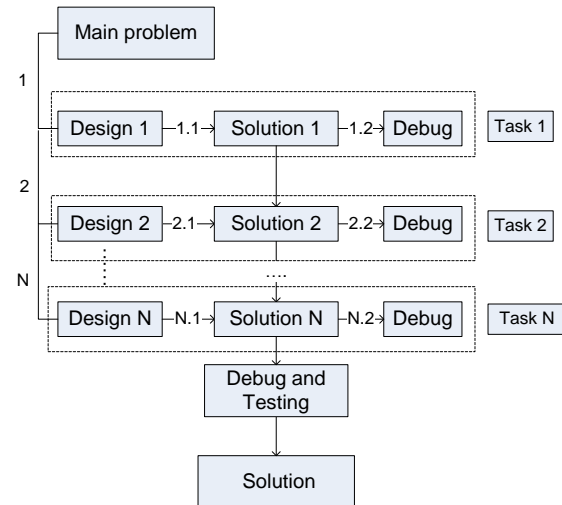 Main problem
1
Design 1
1.1
Solution 1
1.2
Debug
Task 1
2
Design 2
2.1
Solution 2
2.2
Debug
Task 2
N
....
Design N
N.1
Solution N
N.2
Debug
Task N
Debug and
Testing
Solution